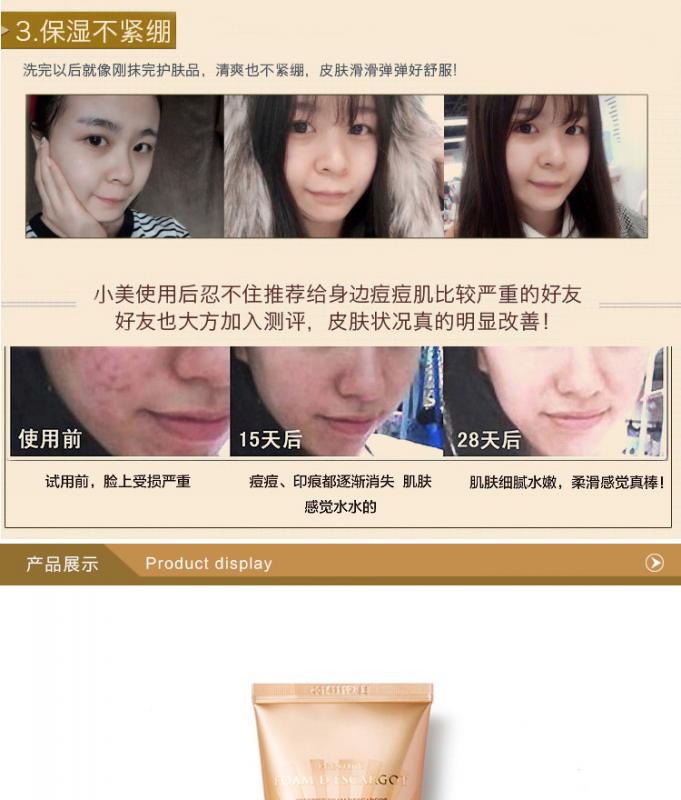 3.保湿不紧绷
洗完以后就像刚抹完护肤品，清爽也不紧绷，皮肤滑滑弹弹好舒服!
小美使用后忍不住推荐给身边痘痘肌比较严重的好友
好友也大方加入测评，皮肤状况真的明显改善!
使用前
15天后
28天后
试用前，脸上受损严重
痘痘、印痕都逐渐消失 肌肤
感觉水水的
肌肤细腻水嫩，柔滑感觉真棒!
产品展示
Product display
FOAM D'ESCARGOT